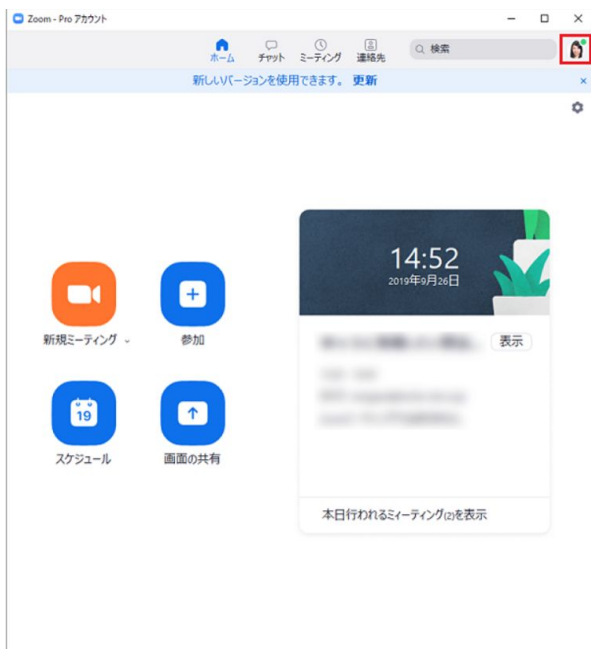 Zoom - Pro アカウント
ホーム
チャット
ミーティング
連絡先
検索
新しいバージョンを使用できます。 更新
14:52
2019年9月26日
表示
新規ミーティング
参加
19
スケジュール
画面の共有
本日行われるミィーティング(2)を表示